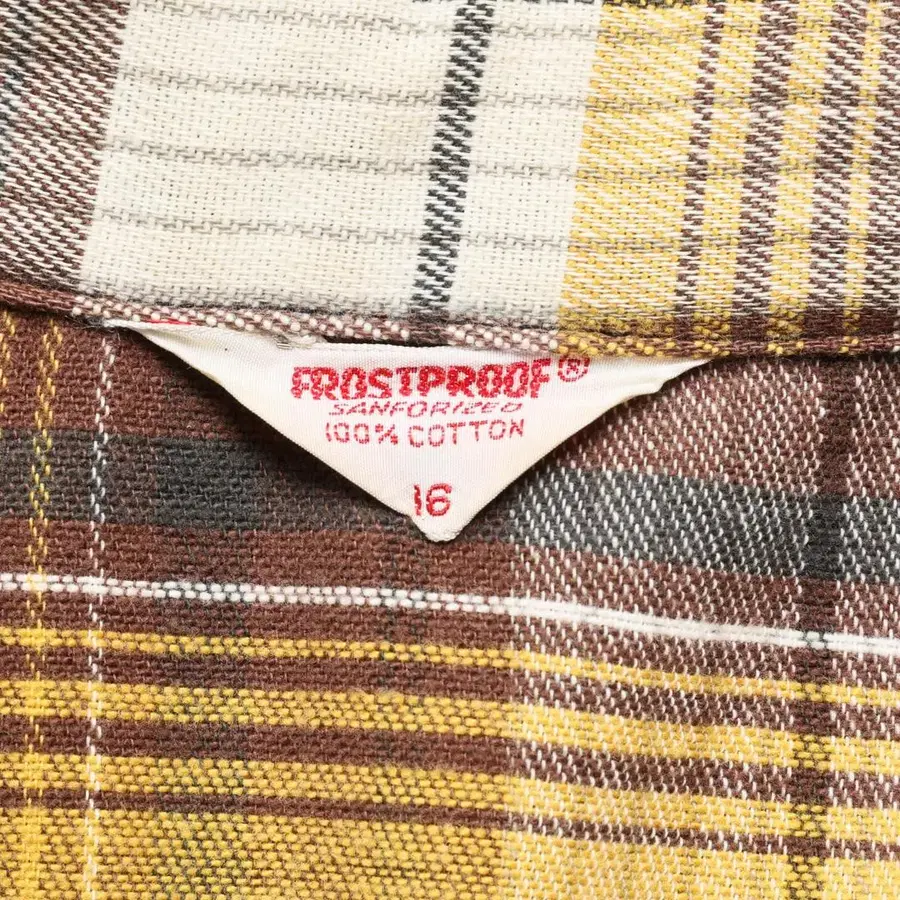 FROSTPROOF®
SANFORIZED
100% COTTON
16